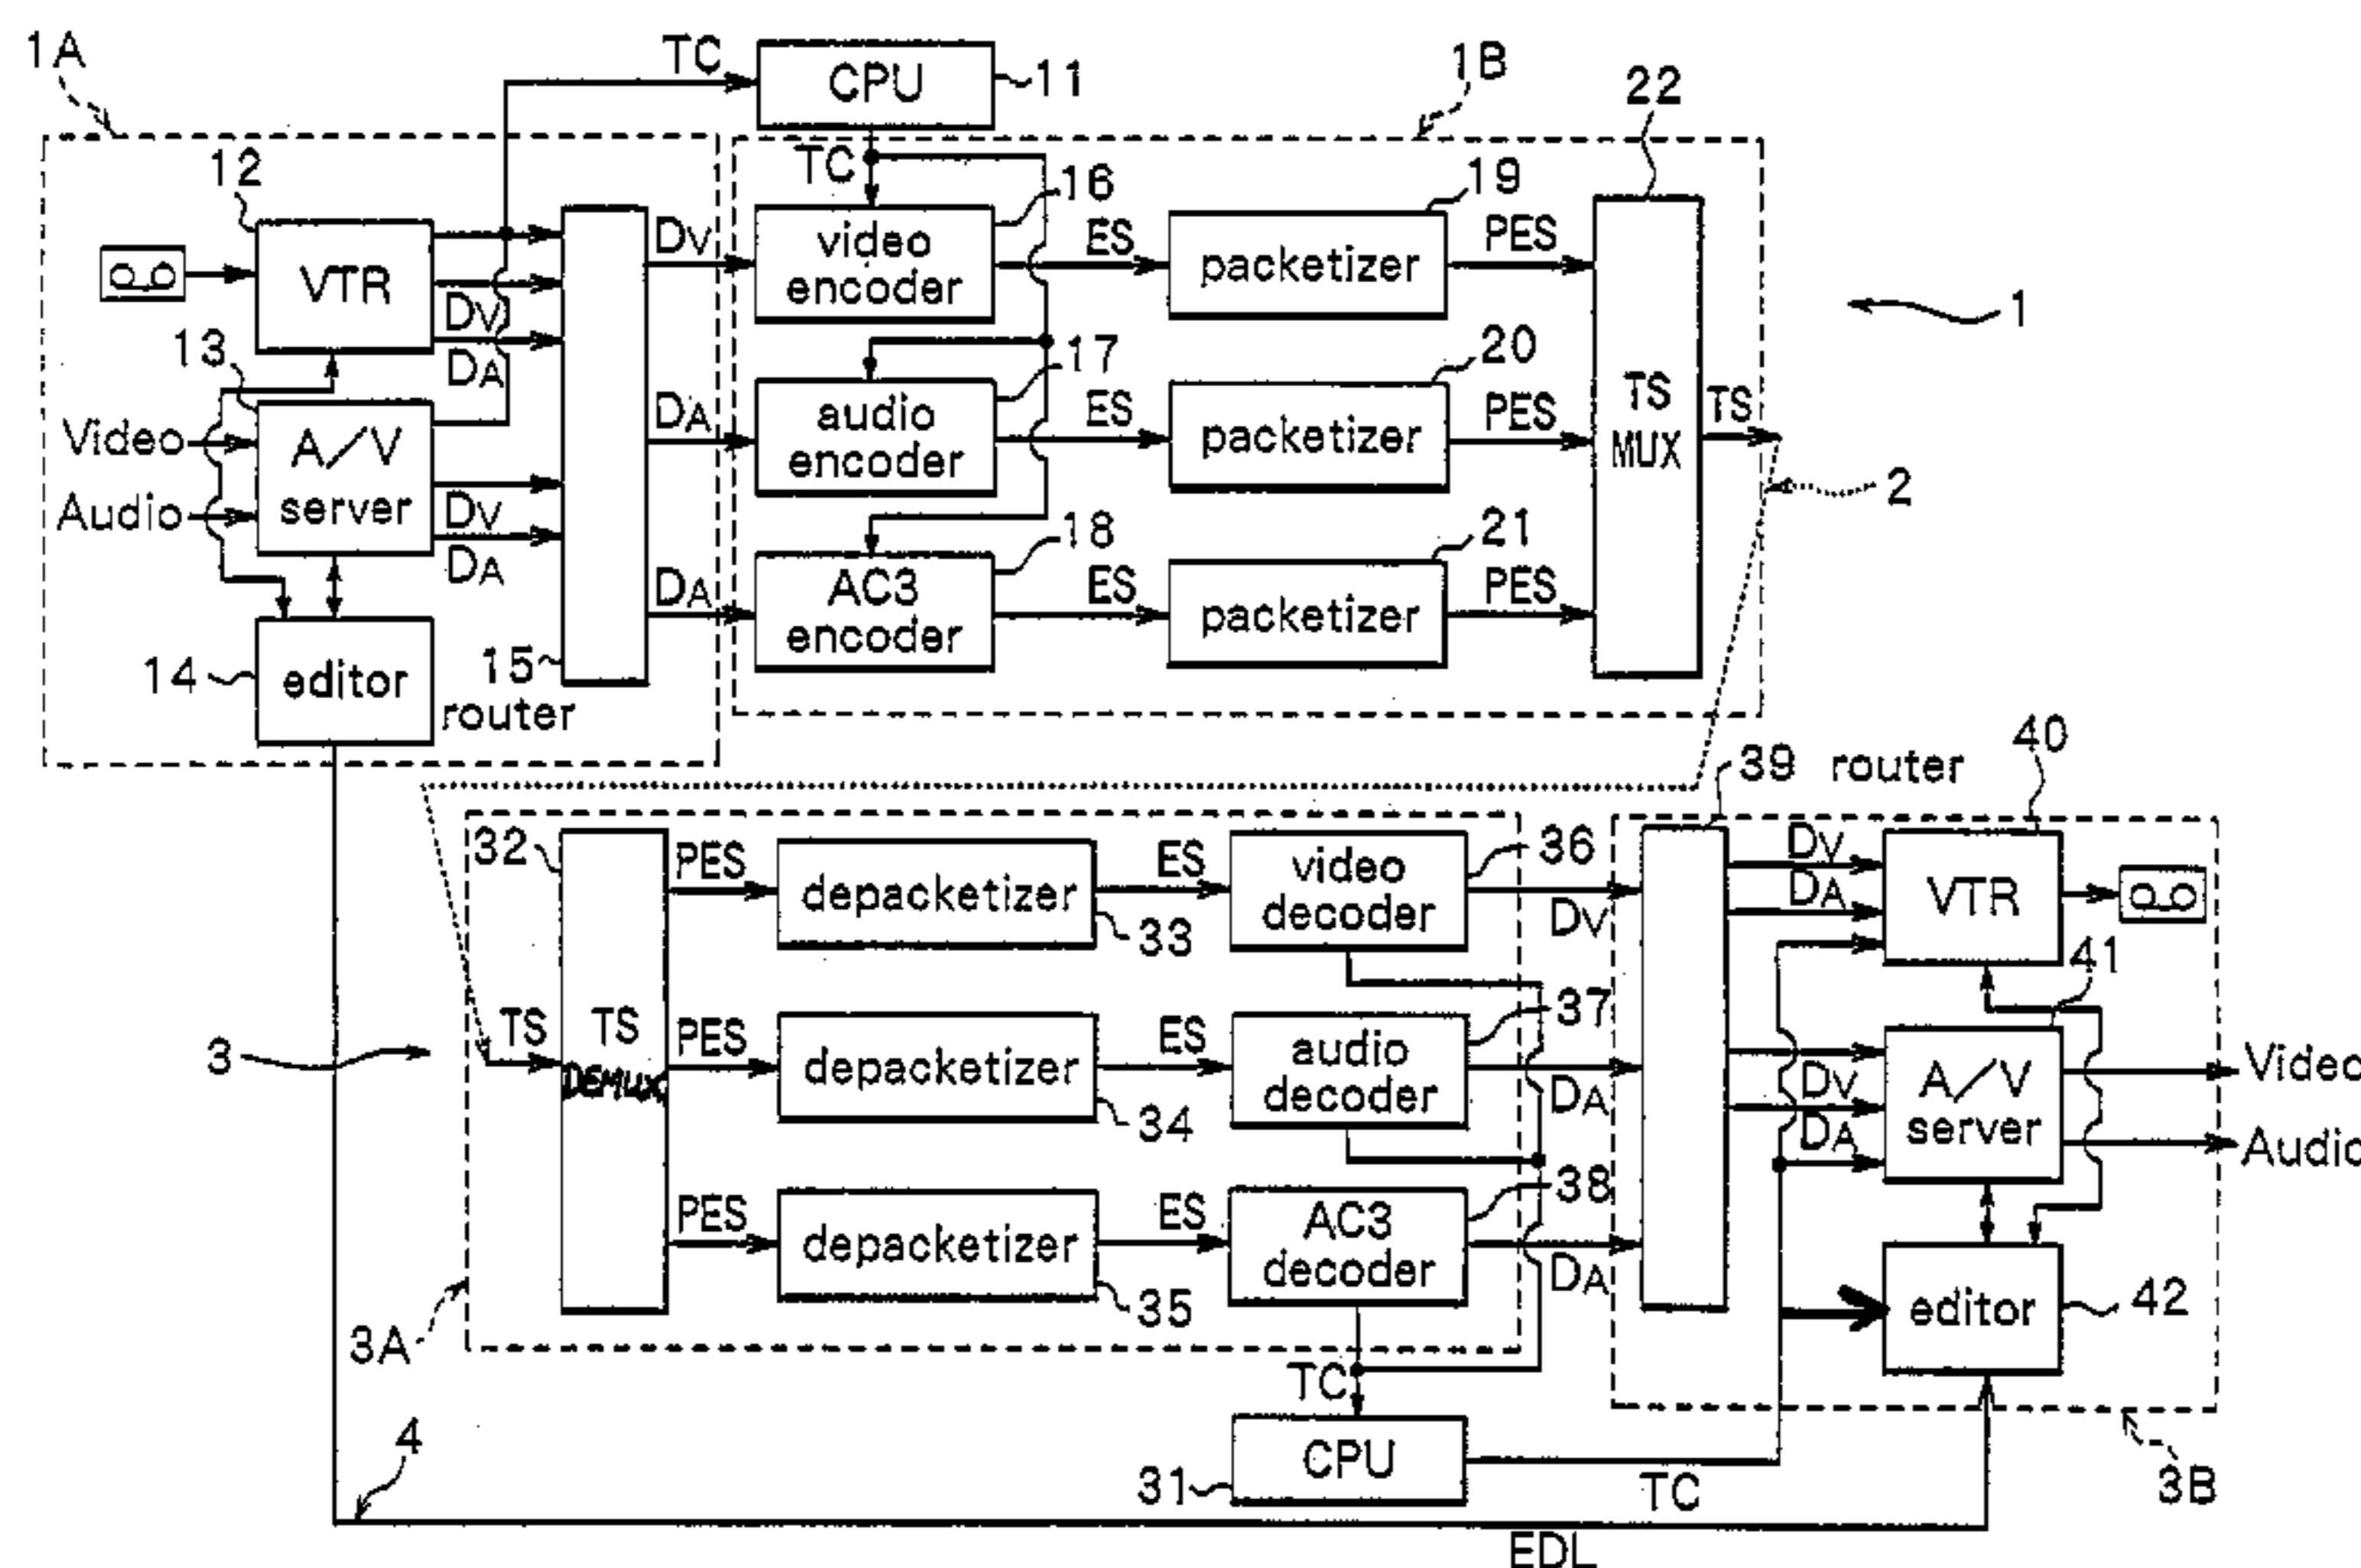 1A
TC
CPU
11
1B
22
12
TC
16
19
VTR
DV
DA
DV
video
encoder
ES
packetizer
PES
1
13
17
20
Video
Audio
A/V
server
DV
DA
DA
audio
encoder
ES
packetizer
PES
TS
MUX
TS
2
18
21
14
editor
15
router
DA
AC3
encoder
ES
packetizer
PES
39 router
40
32
PES
depacketizer
33
ES
video
decoder
36
DV
DV
DA
VTR
41
3
TS
TS
DEMUX
PES
depacketizer
34
ES
audio
decoder
37
DA
DV
DA
A/V
server
Video
Audio
PES
depacketizer
35
ES
AC3
decoder
38
DA
editor
42
3A
TC
CPU
31
TC
3B
4
EDL